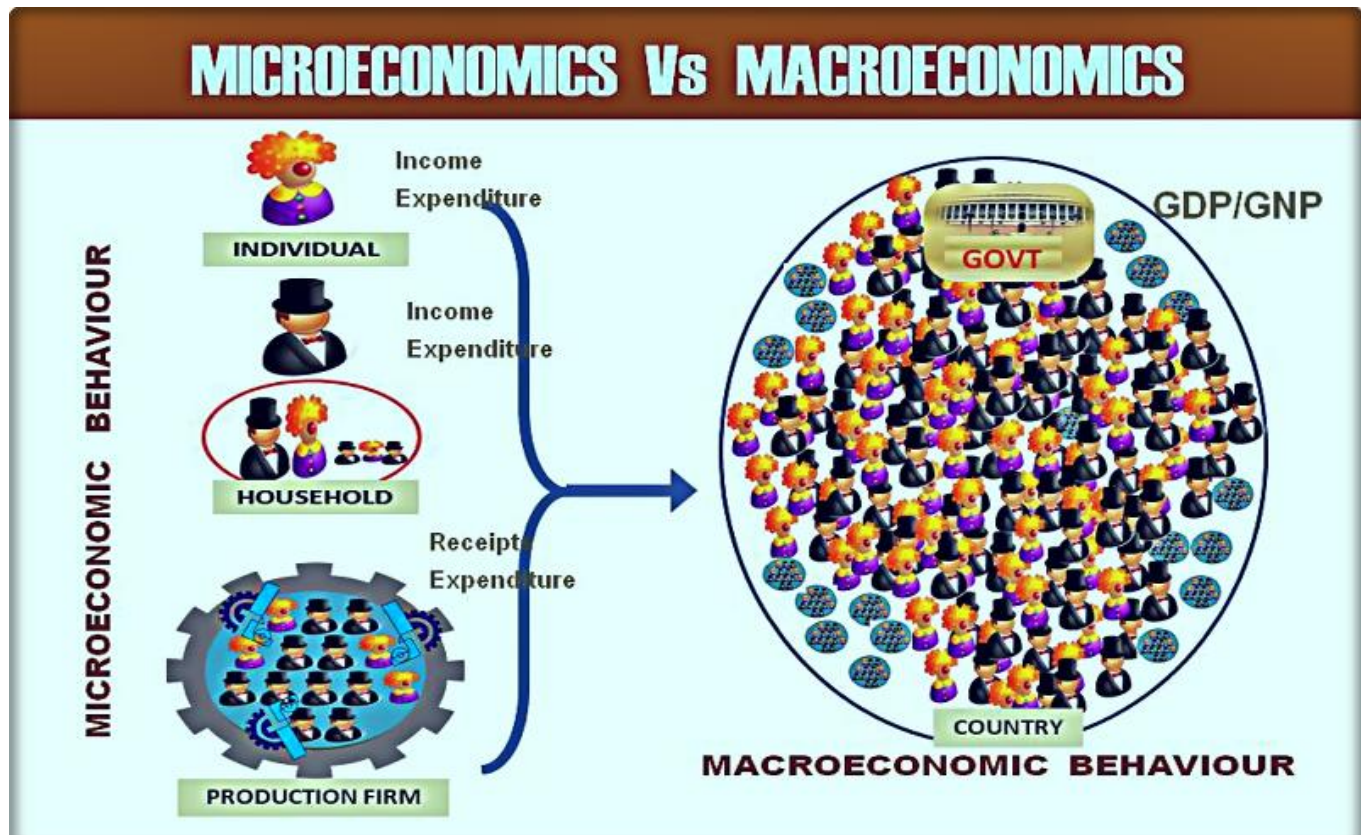 MICROECONOMICS Vs MACROECONOMICS
MICROECONOMIC BEHAVIOUR
Income
Expenditure
INDIVIDUAL
Income
Expenditure
HOUSEHOLD
Receipts
Expenditure
PRODUCTION FIRM
GOVT
GDP/GNP
COUNTRY
MACROECONOMIC BEHAVIOUR